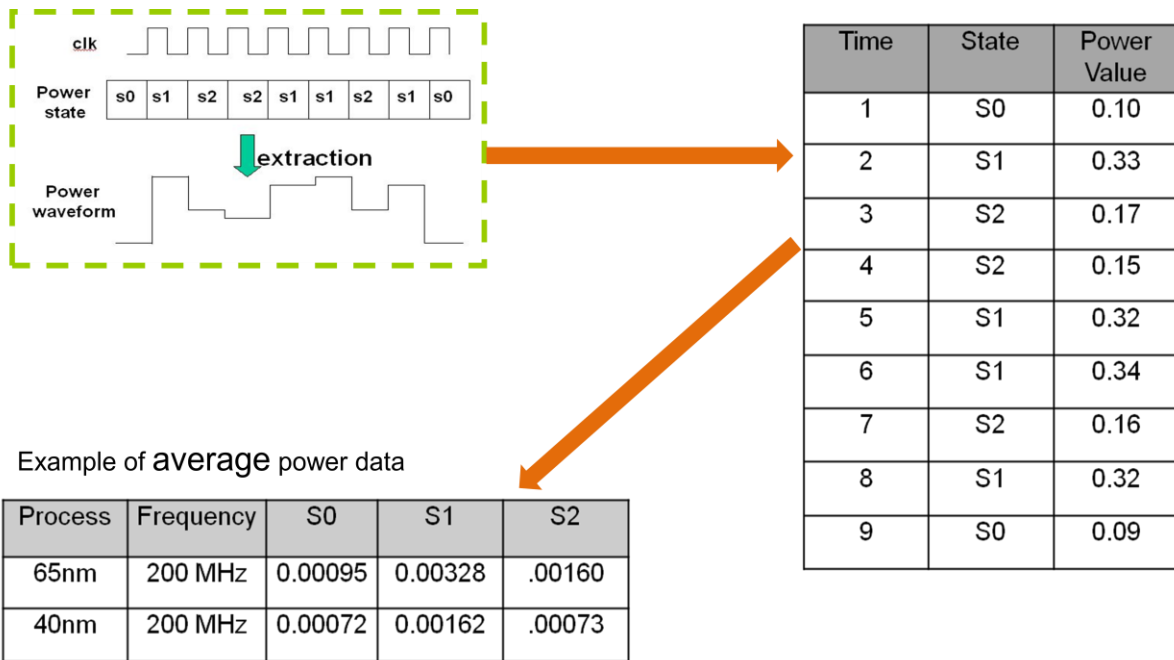 clk
Power state
s0 s1 s2 s2 s1 s1 s2 s1 s0
extraction
Power waveform
Time State Power Value
1 S0 0.10
2 S1 0.33
3 S2 0.17
4 S2 0.15
5 S1 0.32
6 S1 0.34
7 S2 0.16
8 S1 0.32
9 S0 0.09
Example of average power data
Process Frequency S0 S1 S2
65nm 200 MHz 0.00095 0.00328 .00160
40nm 200 MHz 0.00072 0.00162 .00073